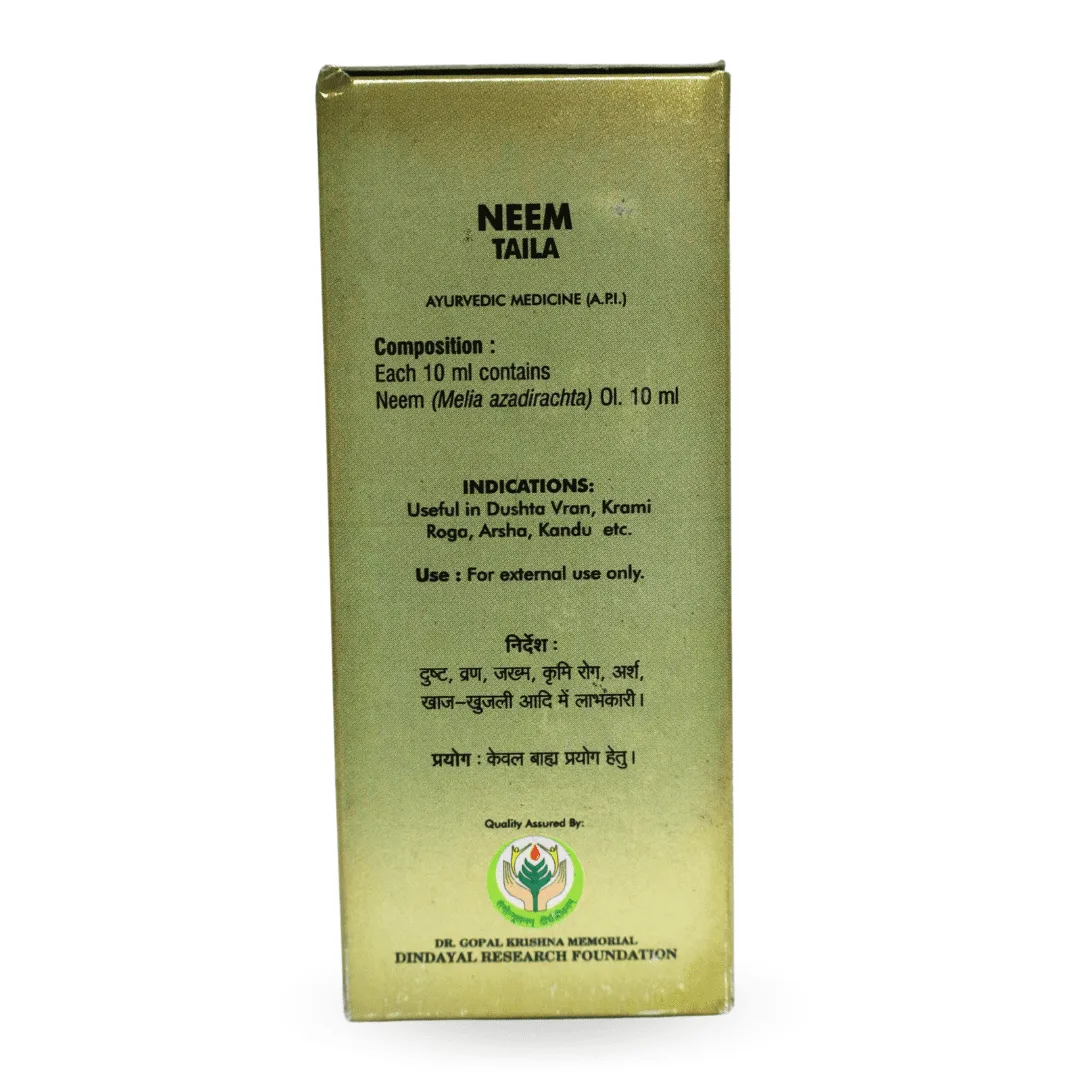 NEEM
TAILA
AYURVEDIC MEDICINE (A.P.I.)
Composition :
Each 10 ml contains
Neem (Melia azadirachta) Ol. 10 ml
INDICATIONS:
Useful in Dushta Vran, Krami
Roga, Arsha, Kandu etc.
Use : For external use only.
निर्देश :
दुष्ट, व्रण, जख्म, कृमि रोग, अर्श,
खाज-खुजली आदि में लाभकारी।
प्रयोग : केवल बाह्य प्रयोग हेतु।
Quality Assured By:
DR. GOPAL KRISHNA MEMORIAL
DINDAYAL RESEARCH FOUNDATION